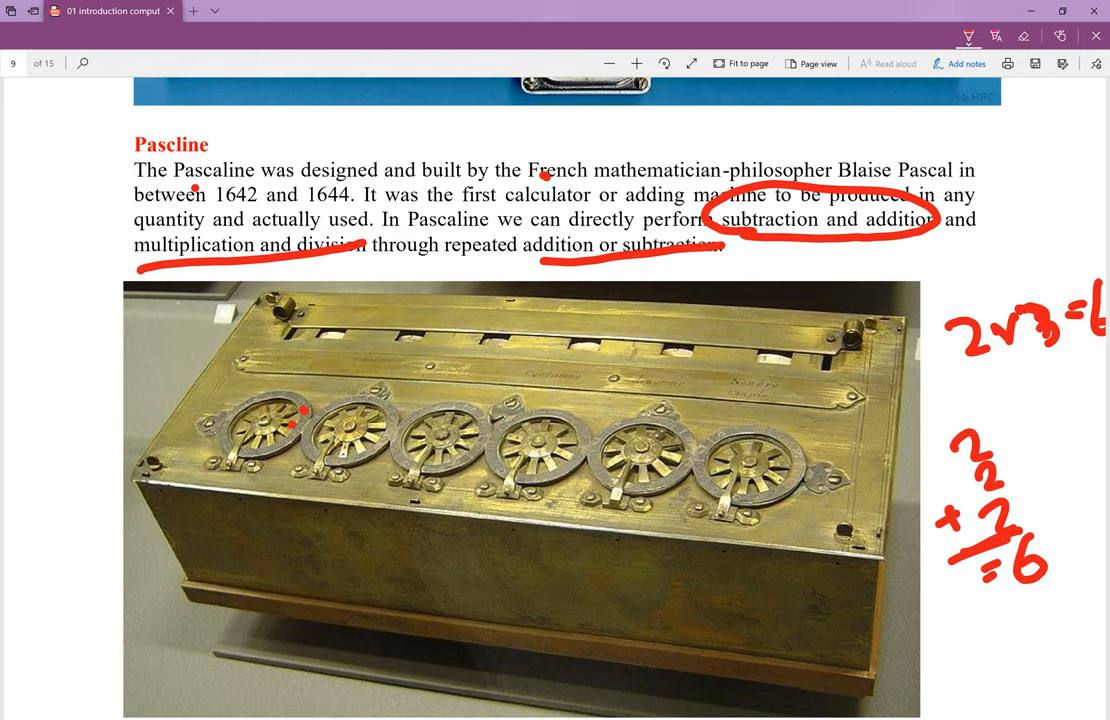 01 introduction comput
9 of 15
Fit to page
Page view
Read aloud
Add notes
Pascline
The Pascaline was designed and built by the French mathematician-philosopher Blaise Pascal in
between 1642 and 1644. It was the first calculator or adding machine to be produced in any
quantity and actually used. In Pascaline we can directly perform subtraction and addition and
multiplication and division through repeated addition or subtraction.
2 x 3 = 6
2
2
+ 2
= 6